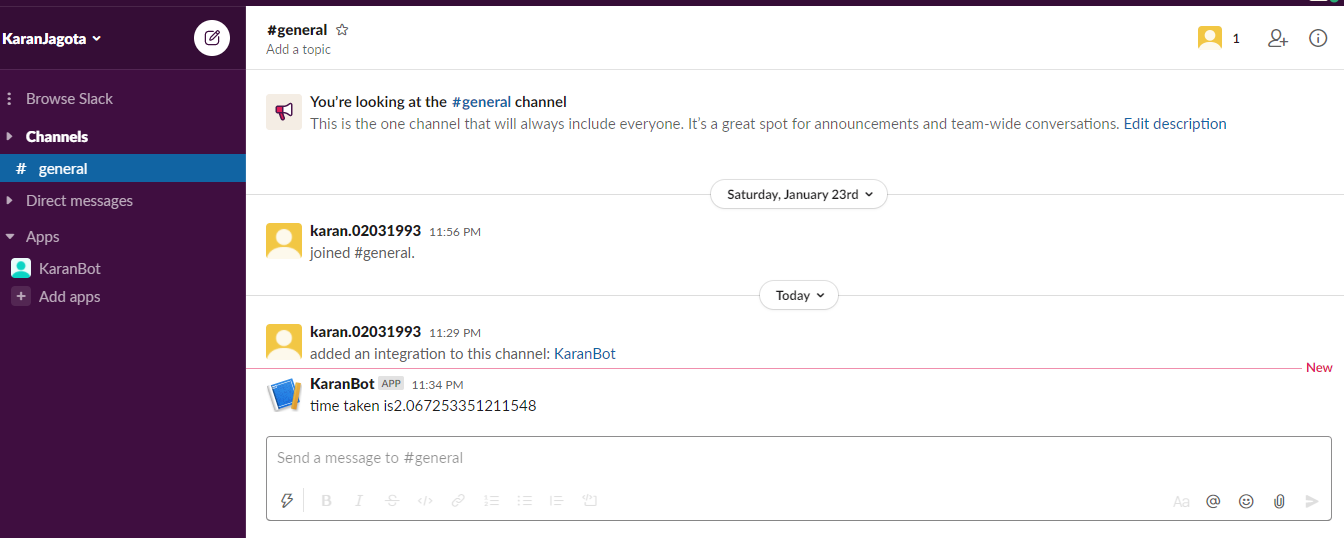 KaranJagota
Browse Slack
Channels
# general
Direct messages
Apps
KaranBot
+ Add apps
#general
Add a topic
1
You’re looking at the #general channel
This is the one channel that will always include everyone. It’s a great spot for announcements and team-wide conversations. Edit description
Saturday, January 23rd
karan.02031993 11:56 PM
joined #general.
Today
karan.02031993 11:29 PM
added an integration to this channel: KaranBot
New
KaranBot APP 11:34 PM
time taken is2.067253351211548
Send a message to #general
B I S </> Aa @